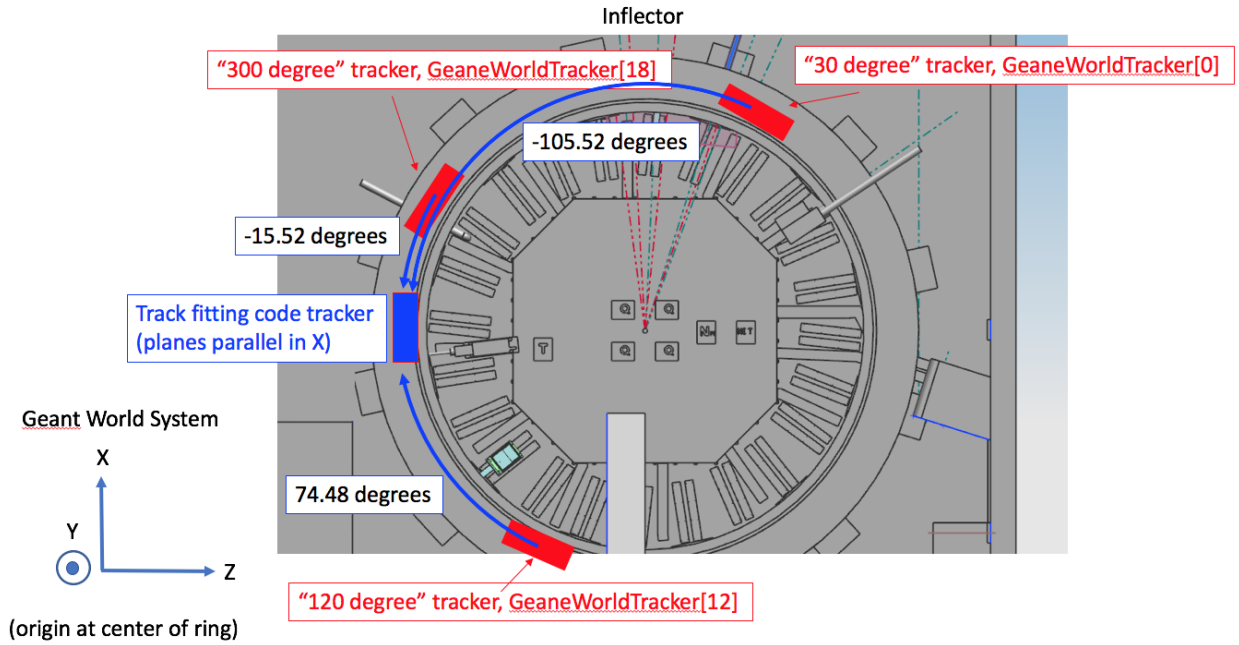 Inflector
“300 degree” tracker, GeaneWorldTracker[18]
“30 degree” tracker, GeaneWorldTracker[0]
-105.52 degrees
-15.52 degrees
Track fitting code tracker
(planes parallel in X)
Q Q
Q Q
T
Geant World System
X
Y
Z
(origin at center of ring)
74.48 degrees
“120 degree” tracker, GeaneWorldTracker[12]